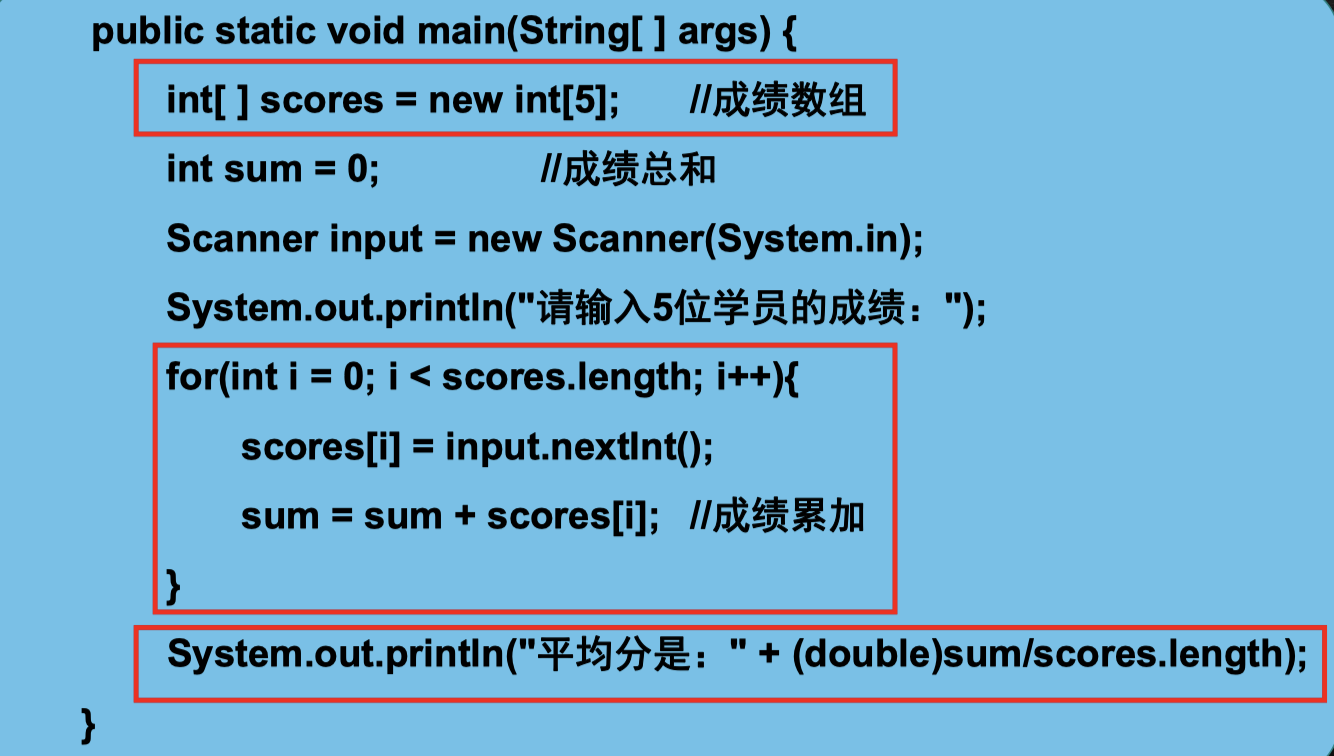 public static void main(String[ ] args) {
int[ ] scores = new int[5]; //成绩数组
int sum = 0; //成绩总和
Scanner input = new Scanner(System.in);
System.out.println("请输入5位学员的成绩：");
for(int i = 0; i < scores.length; i++){
scores[i] = input.nextInt();
sum = sum + scores[i]; //成绩累加
}
System.out.println("平均分是：" + (double)sum/scores.length);
}